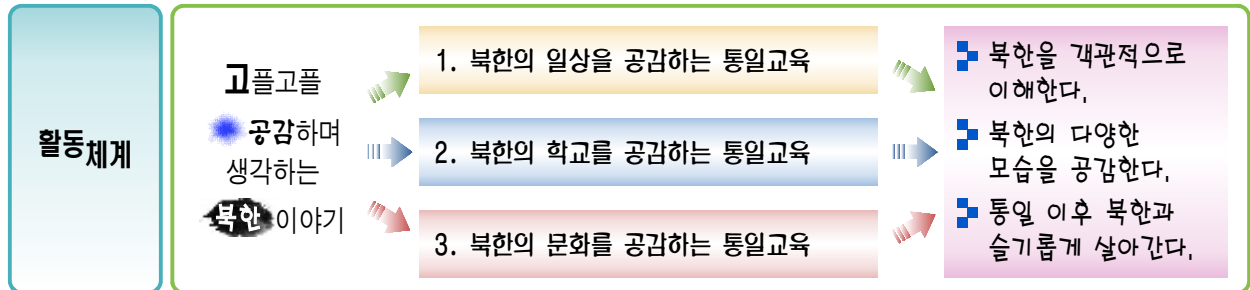 활동체계
고플고플
공감하며
생각하는
북한 이야기
1. 북한의 일상을 공감하는 통일교육
2. 북한의 학교를 공감하는 통일교육
3. 북한의 문화를 공감하는 통일교육
북한을 객관적으로
이해한다.
북한의 다양한
모습을 공감한다.
통일 이후 북한과
슬기롭게 살아간다.